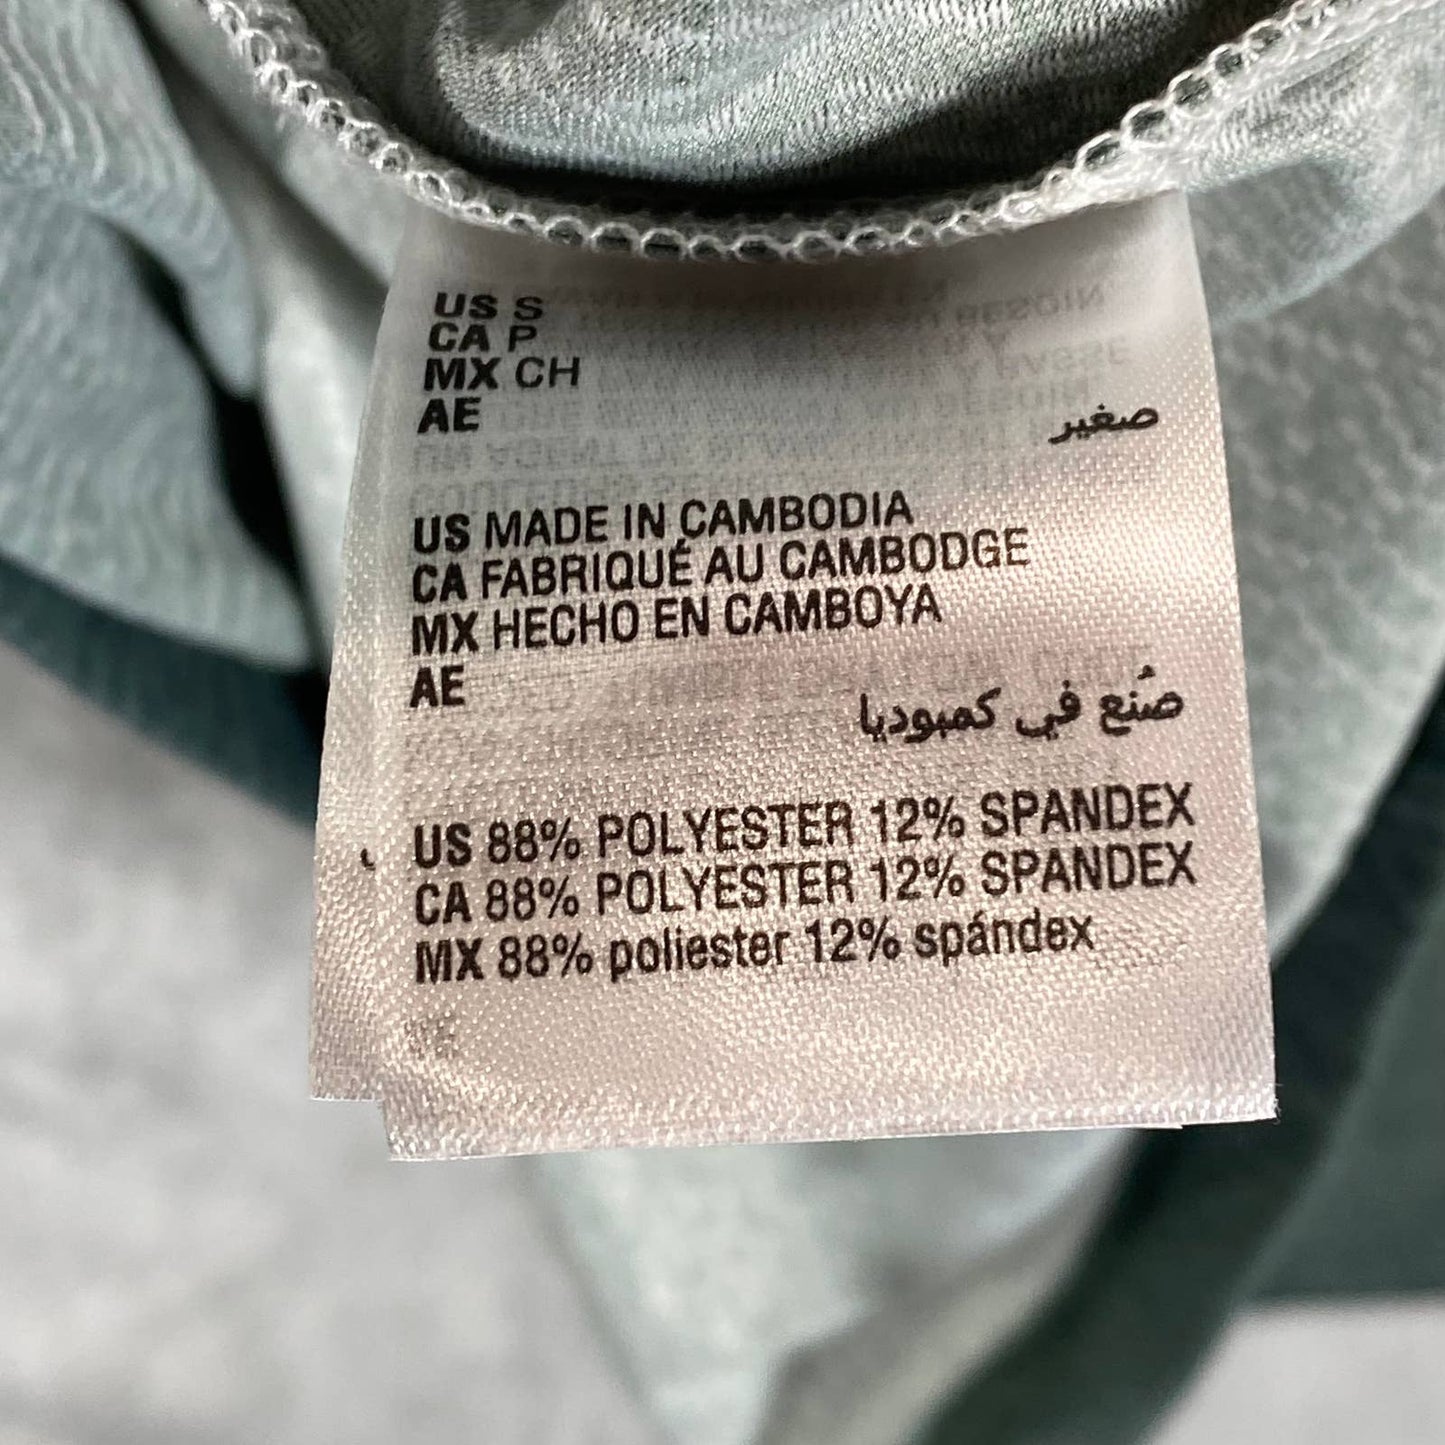 US S
CA P
MX CH
AE صغير
US MADE IN CAMBODIA
CA FABRIQUÉ AU CAMBODGE
MX HECHO EN CAMBOYA
AE صُنع في كمبوديا
US 88% POLYESTER 12% SPANDEX
CA 88% POLYESTER 12% SPANDEX
MX 88% poliester 12% spándex